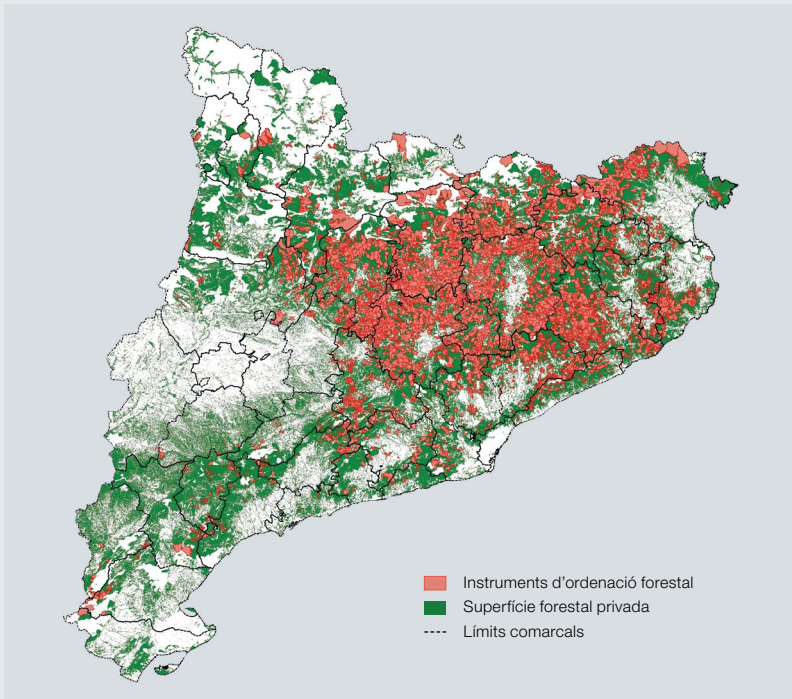 Instruments d'ordenació forestal
Superfície forestal privada
Límits comarcals